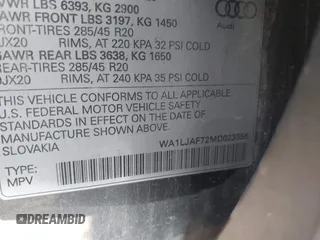 GVWR LBS 6393, KG 2900
GAWR FRONT LBS 3197, KG 1450
FRONT-TIRES 285/45 R20
9JX20 RIMS, AT 220 KPA 32 PSI COLD
GAWR REAR LBS 3638, KG 1650
REAR-TIRES 285/45 R20
9JX20 RIMS, AT 240 KPA 35 PSI COLD
Audi
THIS VEHICLE CONFORMS TO ALL APPLICABLE
U.S. FEDERAL MOTOR VEHICLE SAFETY
STANDARDS IN EFFECT ON THE DATE OF
MANUFACTURE SHOWN ABOVE.
SLOVAKIA
TYPE:
MPV
DREAMBID